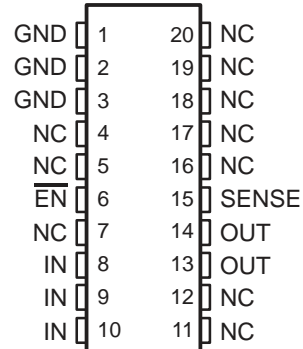 GND 1 20 NC
GND 2 19 NC
GND 3 18 NC
NC 4 17 NC
NC 5 16 NC
E̅N̅ 6 15 SENSE
NC 7 14 OUT
IN 8 13 OUT
IN 9 12 NC
IN 10 11 NC